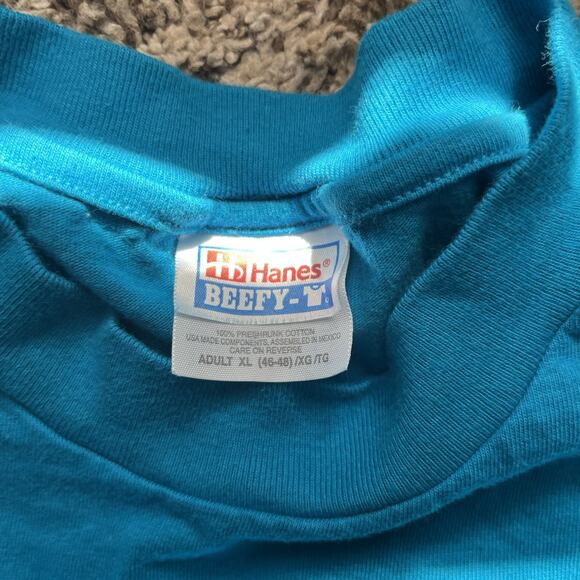 Hanes®
BEEFY-T
100% PRESHRUNK COTTON
USA MADE COMPONENTS, ASSEMBLED IN MEXICO
CARE ON REVERSE
ADULT XL (46-48) /XG /TG